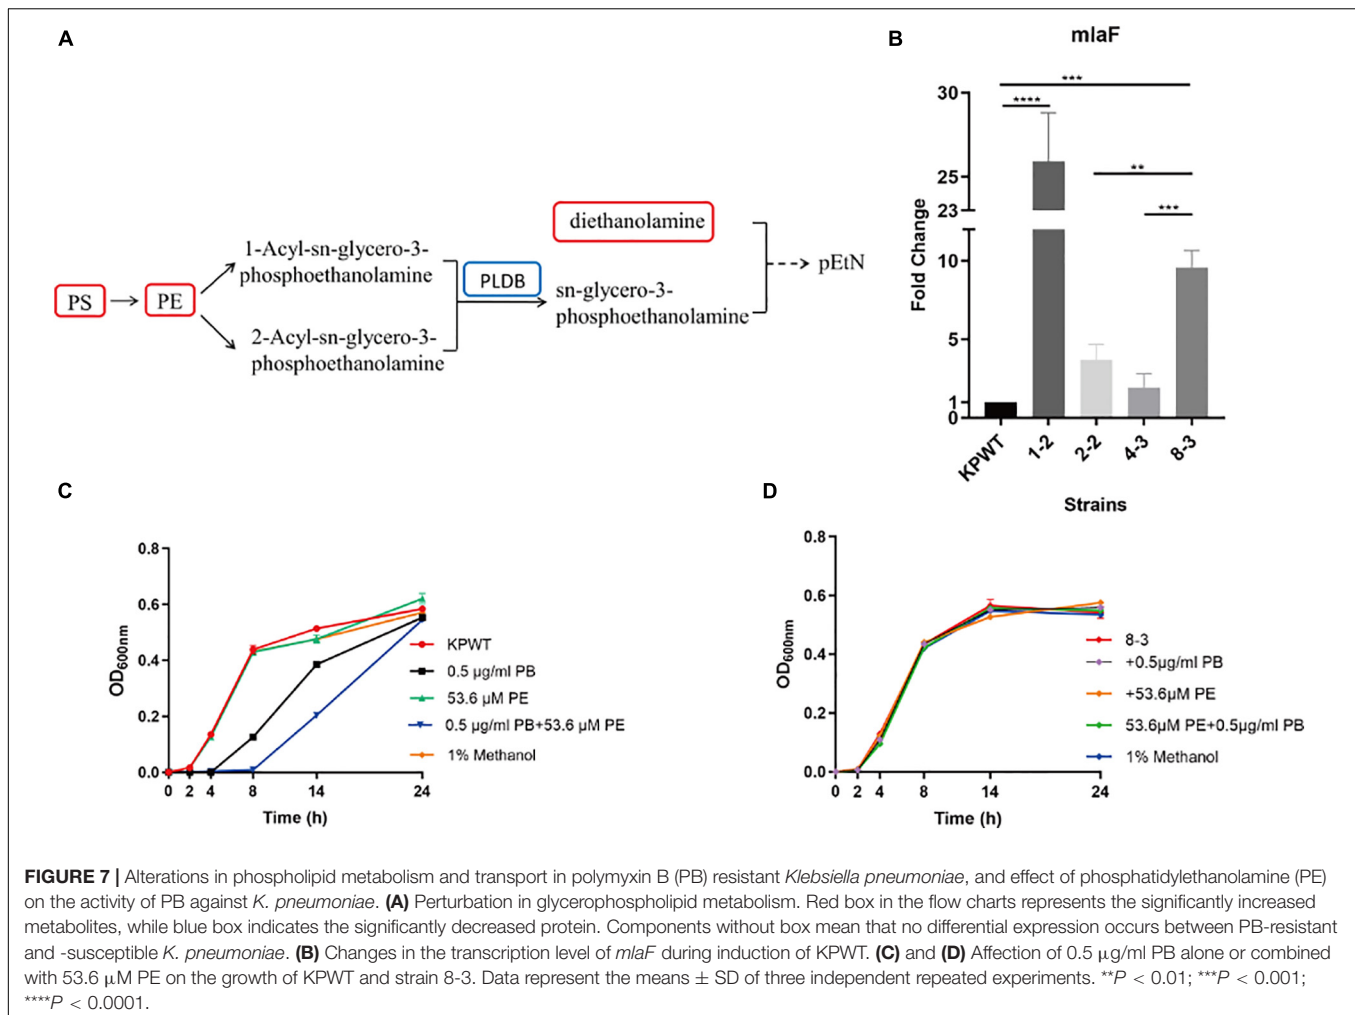 A
1-Acyl-sn-glycero-3-
phosphoethanolamine
PS
PE
2-Acyl-sn-glycero-3-
phosphoethanolamine
PLDB
diethanolamine
sn-glycero-3-
phosphoethanolamine
pEtN
B
mlaF
Fold Change
30
25
23
10
5
1
0
***
****
**
***
KPWT
1-2
2-2
4-3
8-3
Strains
C
OD600nm
0.8
0.6
0.4
0.2
0.0
0 2 4 8 14 24
Time (h)
KPWT
0.5 μg/ml PB
53.6 μM PE
0.5 μg/ml PB+53.6 μM PE
1% Methanol
D
OD600nm
0.8
0.6
0.4
0.2
0.0
0 2 4 8 14 24
Time (h)
8-3
+0.5μg/ml PB
+53.6μM PE
53.6μM PE+0.5μg/ml PB
1% Methanol
FIGURE 7 | Alterations in phospholipid metabolism and transport in polymyxin B (PB) resistant Klebsiella pneumoniae, and effect of phosphatidylethanolamine (PE)
on the activity of PB against K. pneumoniae. (A) Perturbation in glycerophospholipid metabolism. Red box in the flow charts represents the significantly increased
metabolites, while blue box indicates the significantly decreased protein. Components without box mean that no differential expression occurs between PB-resistant
and -susceptible K. pneumoniae. (B) Changes in the transcription level of mlaF during induction of KPWT. (C) and (D) Affection of 0.5 μg/ml PB alone or combined
with 53.6 μM PE on the growth of KPWT and strain 8-3. Data represent the means ± SD of three independent repeated experiments. **P < 0.01; ***P < 0.001;
****P < 0.0001.